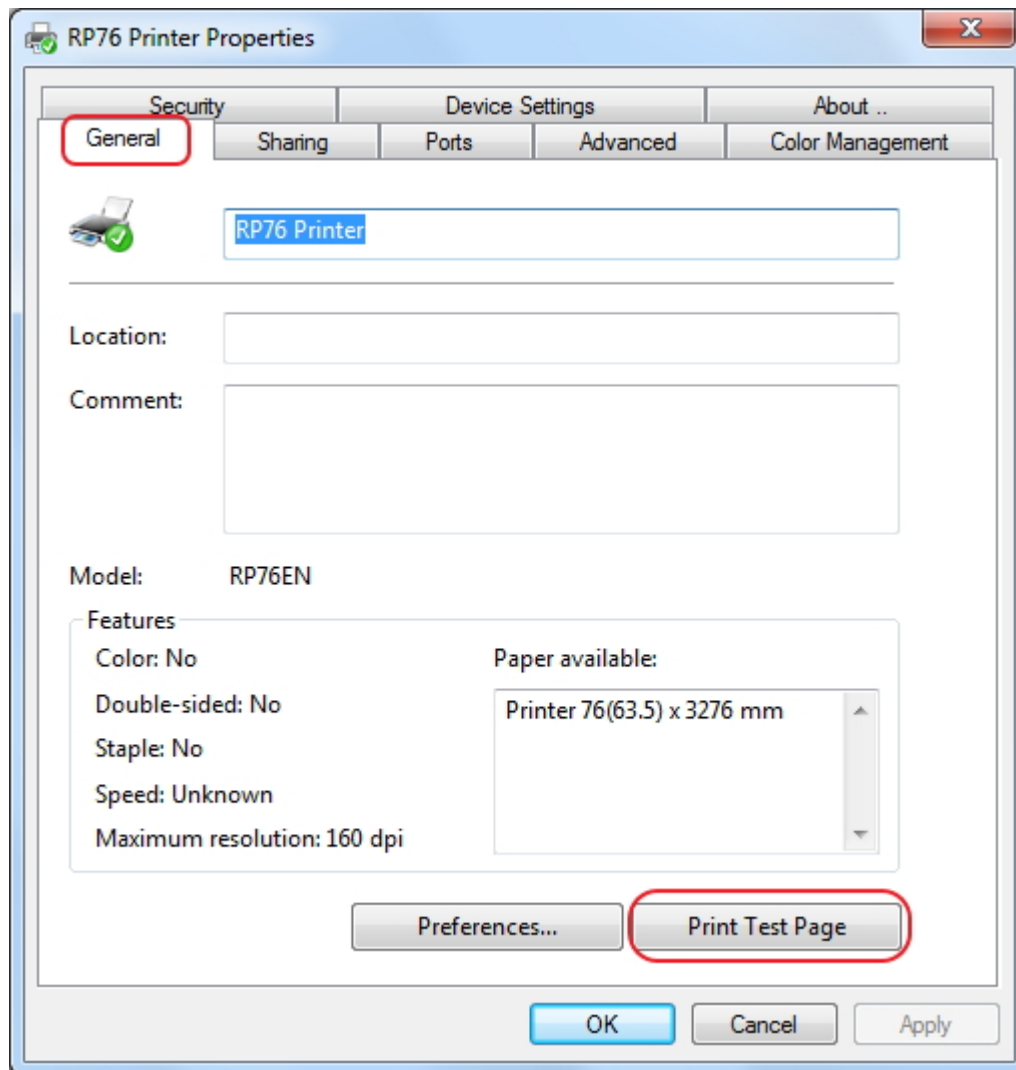 RP76 Printer Properties
X
Security Device Settings About ..
General Sharing Ports Advanced Color Management
RP76 Printer
Location:
Comment:
Model: RP76EN
Features
Color: No
Paper available:
Double-sided: No
Printer 76(63.5) x 3276 mm
Staple: No
Speed: Unknown
Maximum resolution: 160 dpi
Preferences... Print Test Page
OK Cancel Apply